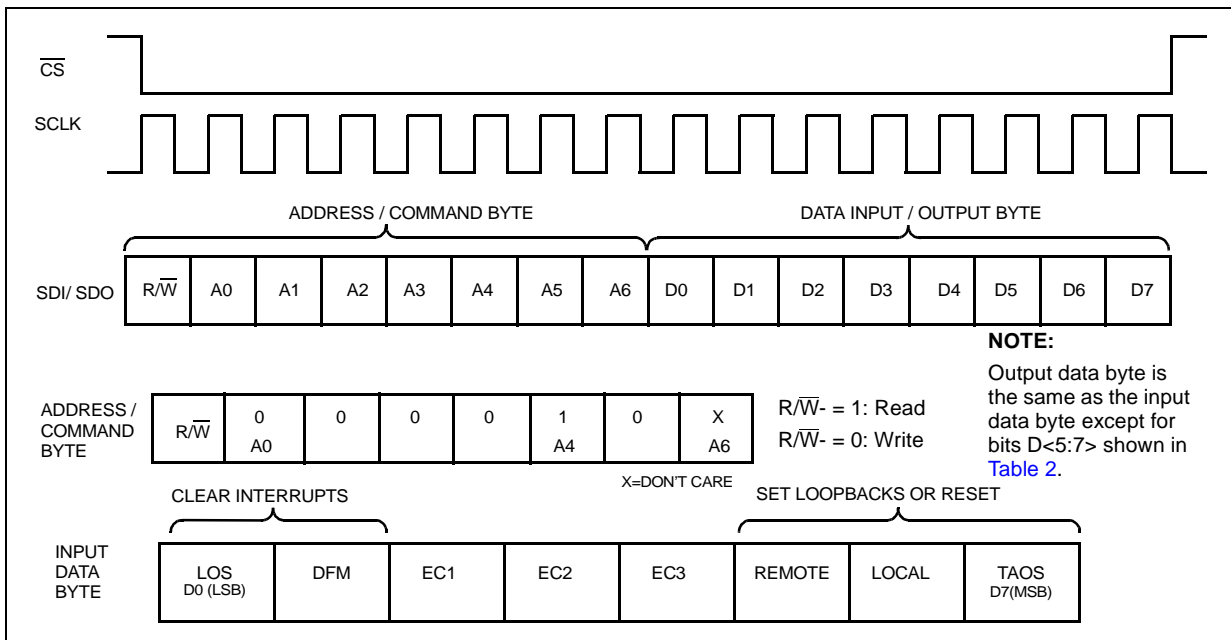 CS
SCLK
ADDRESS / COMMAND BYTE
DATA INPUT / OUTPUT BYTE
SDI/ SDO
R/W A0 A1 A2 A3 A4 A5 A6 D0 D1 D2 D3 D4 D5 D6 D7
NOTE:
Output data byte is
the same as the input
data byte except for
bits D<5:7> shown in
Table 2.
ADDRESS /
COMMAND
BYTE
R/W 0 0 0 0 1 0 X
A0 A4 A6
R/W- = 1: Read
R/W- = 0: Write
X=DON'T CARE
CLEAR INTERRUPTS
SET LOOPBACKS OR RESET
INPUT
DATA
BYTE
LOS DFM EC1 EC2 EC3 REMOTE LOCAL TAOS
D0 (LSB) D7(MSB)